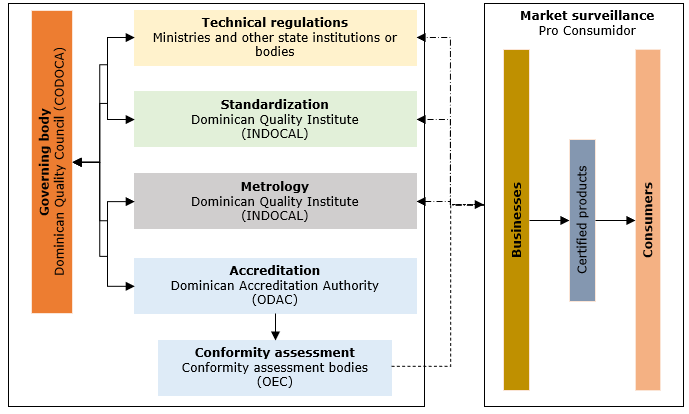 Governing body
Dominican Quality Council (CODOCA)
Technical regulations
Ministries and other state institutions or
bodies
Standardization
Dominican Quality Institute
(INDOCAL)
Metrology
Dominican Quality Institute
(INDOCAL)
Accreditation
Dominican Accreditation Authority
(ODAC)
Conformity assessment
Conformity assessment bodies
(OEC)
Market surveillance
Pro Consumidor
Businesses
Certified products
Consumers